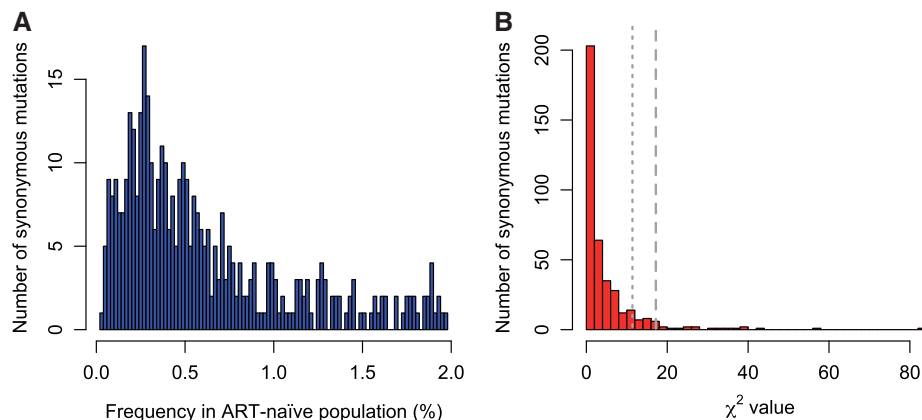 A
Number of synonymous mutations
15
10
5
0
0.0 0.5 1.0 1.5 2.0
Frequency in ART-naïve population (%)
B
Number of synonymous mutations
200
150
100
50
0
0 20 40 60 80
χ² value